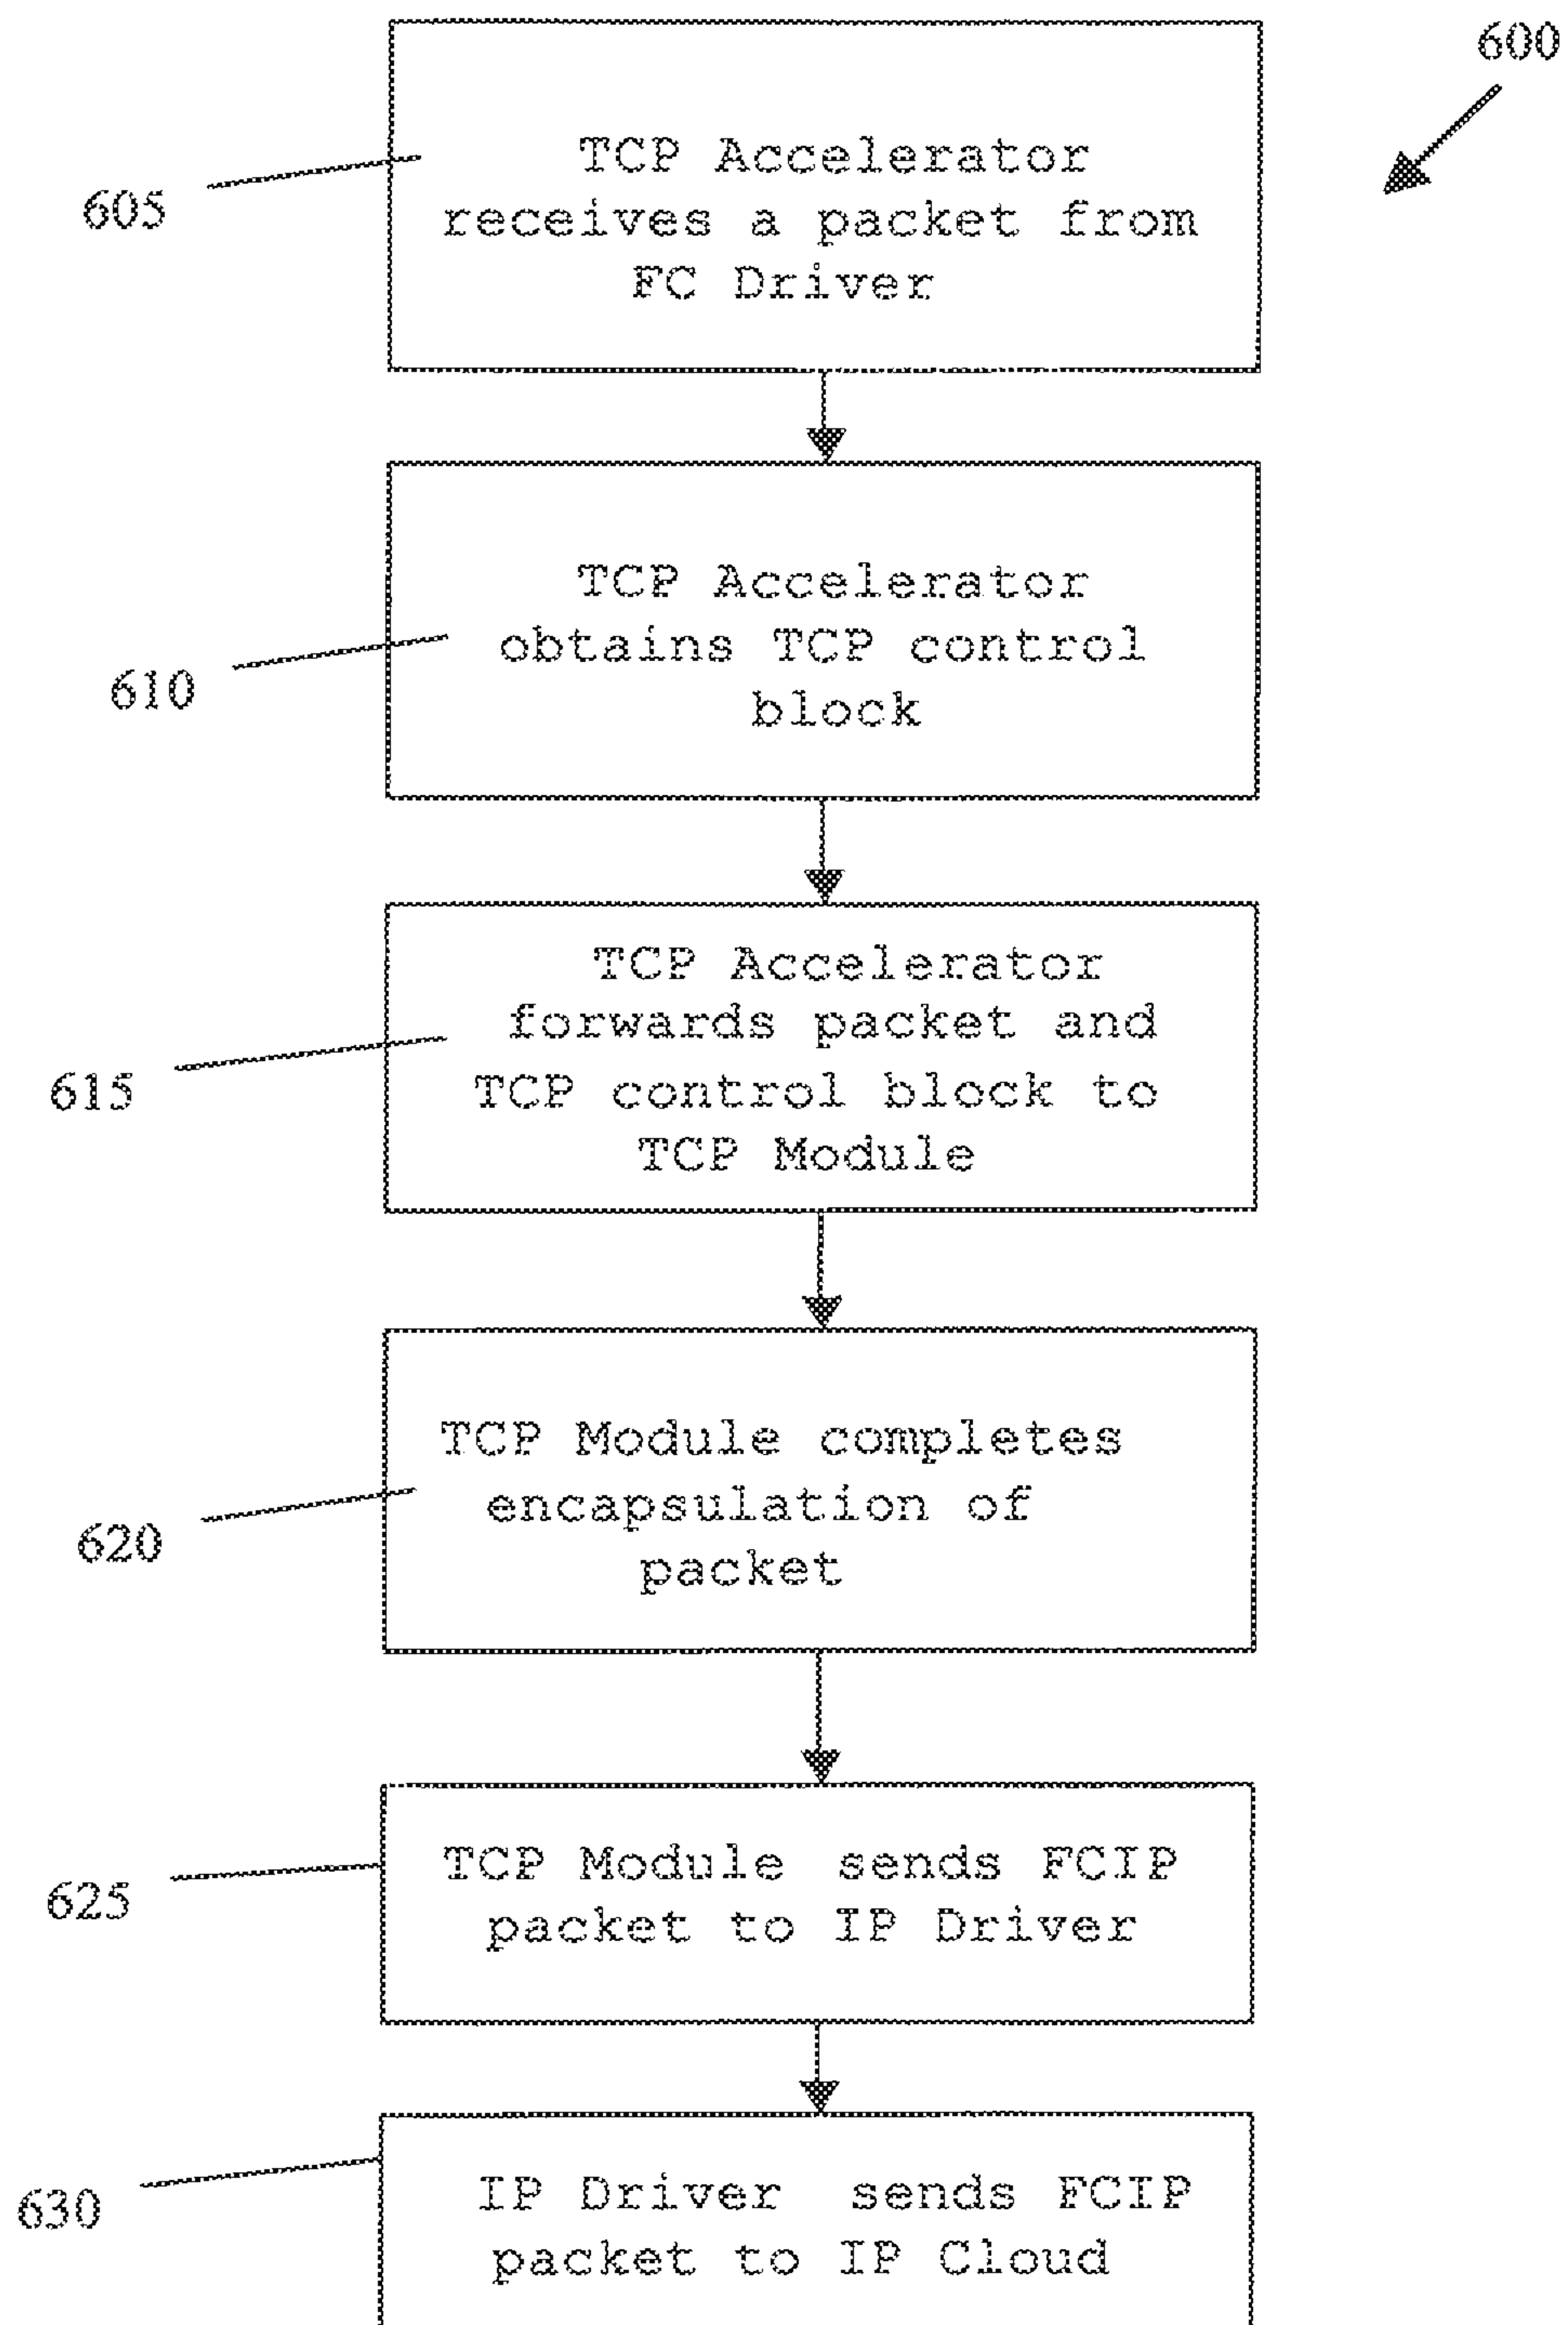 600
605
TCP Accelerator
receives a packet from
FC Driver
610
TCP Accelerator
obtains TCP control
block
615
TCP Accelerator
forwards packet and
TCP control block to
TCP Module
620
TCP Module completes
encapsulation of
packet
625
TCP Module sends FCIP
packet to IP Driver
630
IP Driver sends FCIP
packet to IP Cloud